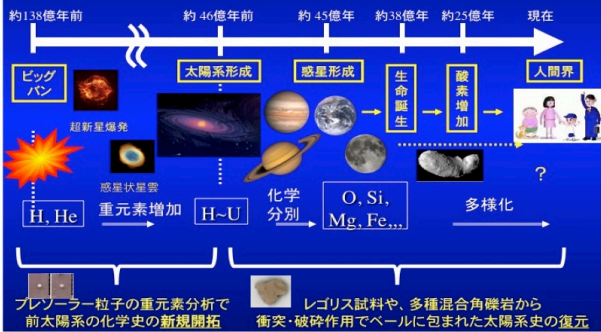 約138億年前
約 46億年前
約 45億年
約38億年
約25億年
現在
ビッグ
バン
超新星爆発
惑星状星雲
太陽系形成
惑星形成
生命誕生
酸素増加
人間界
?
H, He
重元素増加
H~U
化学
分別
O, Si,
Mg, Fe,,,
多様化
プレソーラー粒子の重元素分析で
前太陽系の化学史の新規開拓
レゴリス試料や、多種混合角礫岩から
衝突・破砕作用でベールに包まれた太陽系史の復元